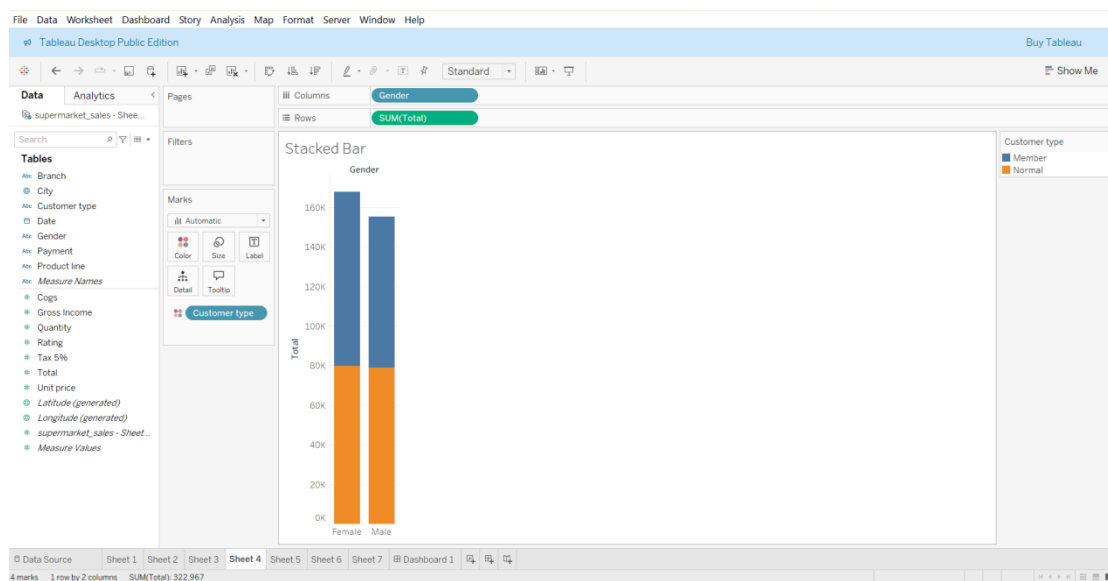 File Data Worksheet Dashboard Story Analysis Map Format Server Window Help
Tableau Desktop Public Edition
Buy Tableau
Standard
Show Me
Data Analytics
supermarket_sales - Shee...
Search
Tables
Abc Branch
City
Abc Customer type
Date
Abc Gender
Abc Payment
Abc Product line
Abc Measure Names
# Cogs
# Gross Income
# Quantity
# Rating
# Tax 5%
# Total
# Unit price
Latitude (generated)
Longitude (generated)
# supermarket_sales - Sheet...
# Measure Values
Pages
Filters
Marks
Automatic
Color Size Label
Detail Tooltip
Customer type
Columns Gender
Rows SUM(Total)
Stacked Bar
Gender
160K
140K
120K
100K
80K
60K
40K
20K
0K
Total
Female Male
Customer type
Member
Normal
Data Source Sheet 1 Sheet 2 Sheet 3 Sheet 4 Sheet 5 Sheet 6 Sheet 7 Dashboard 1
4 marks 1 row by 2 columns SUM(Total): 322,967